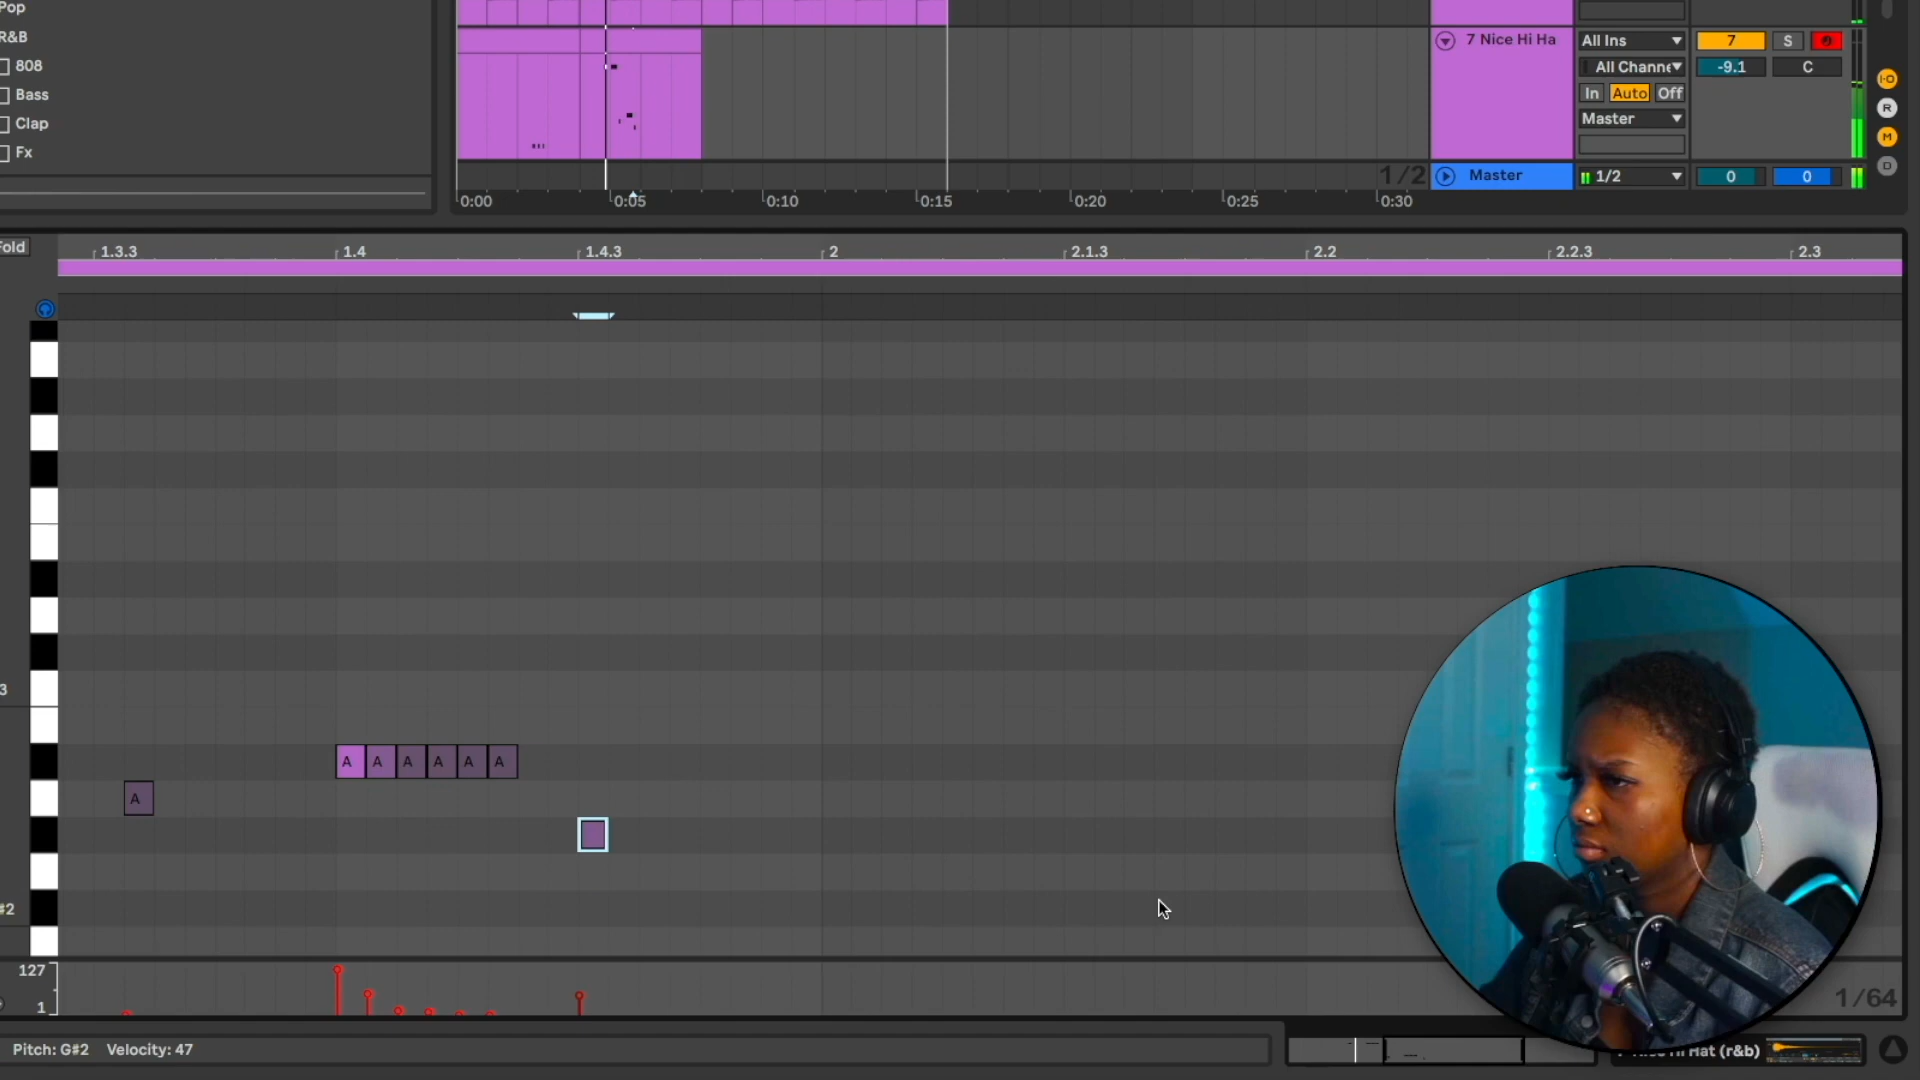 Pop
R&B
808
Bass
Clap
Fx
7 Nice Hi Ha
All Ins
7
S
All Channe
-9.1
C
In Auto Off
Master
1/2
Master
1/2
0
0
I-O
R
M
D
0:00 0:05 0:10 0:15 0:20 0:25 0:30
Fold
1.3.3 1.4 1.4.3 2 2.1.3 2.2 2.2.3 2.3
3
A A A A A A
A
#2
127
1
1/64
Pitch: G#2 Velocity: 47
Hat (r&b)